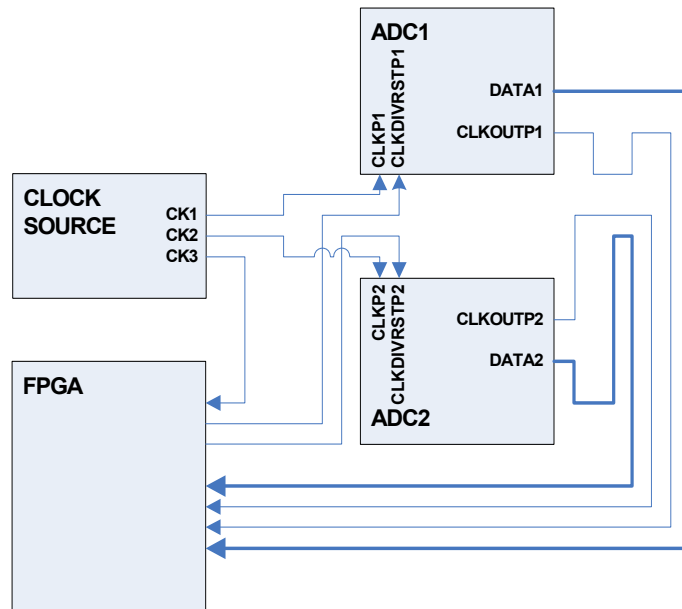 ADC1
DATA1
CLKOUTP1
CLKP1
CLKDIVRSTP1
CLOCK
SOURCE
CK1
CK2
CK3
CLKP2
CLKDIVRSTP2
CLKOUTP2
DATA2
ADC2
FPGA